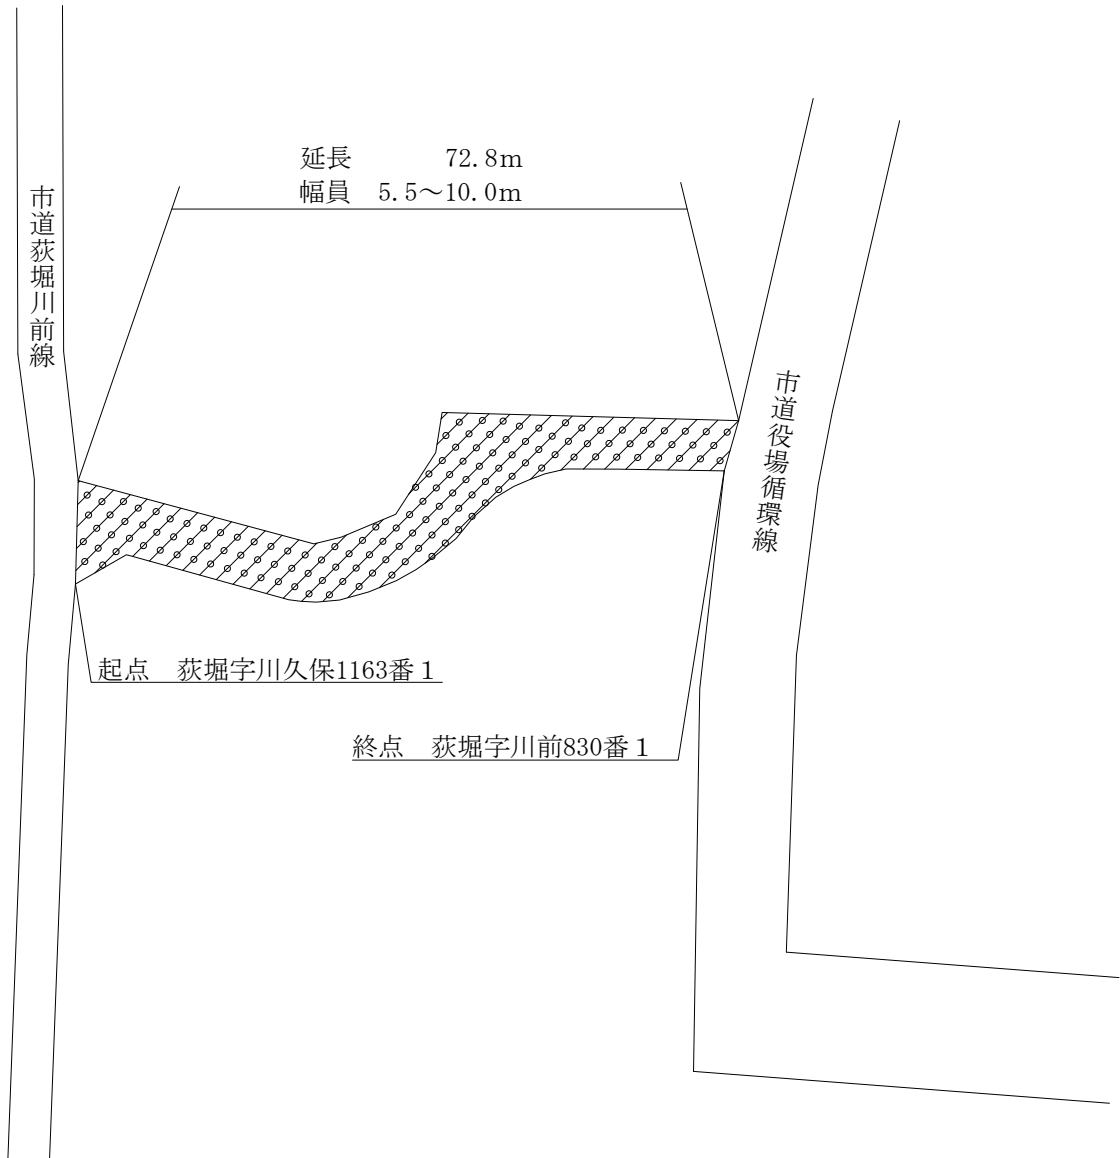 延長　　　72.8m
幅員　5.5～10.0m
市道荻堀川前線
市道役場循環線
起点　荻堀字川久保1163番１
終点　荻堀字川前830番１